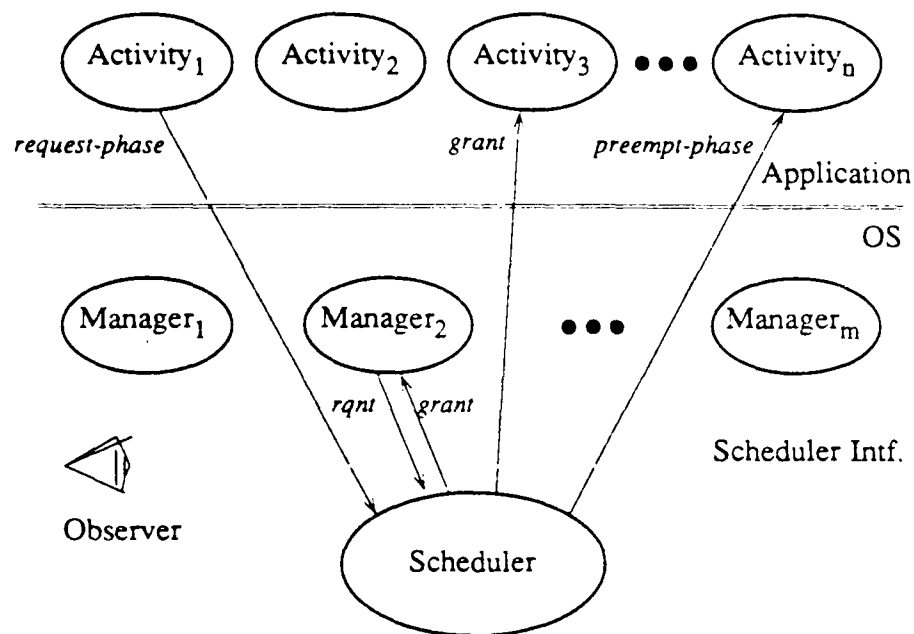 Activity1 Activity2 Activity3 Activityn
request-phase grant preempt-phase
Application
OS
Manager1 Manager2 Managerm
rqnt grant
Scheduler Intf.
Observer
Scheduler